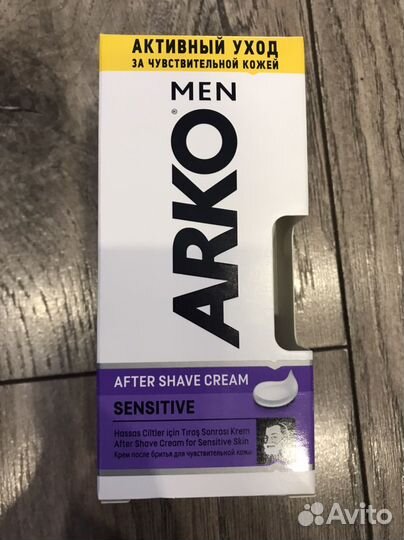 АКТИВНЫЙ УХОД
ЗА ЧУВСТВИТЕЛЬНОЙ КОЖЕЙ
MEN
ARKO®
AFTER SHAVE CREAM
SENSITIVE
Hassas Ciltler için Tıraş Sonrası Krem
After Shave Cream for Sensitive Skin
Крем после бритья для чувствительной кожи
Avito